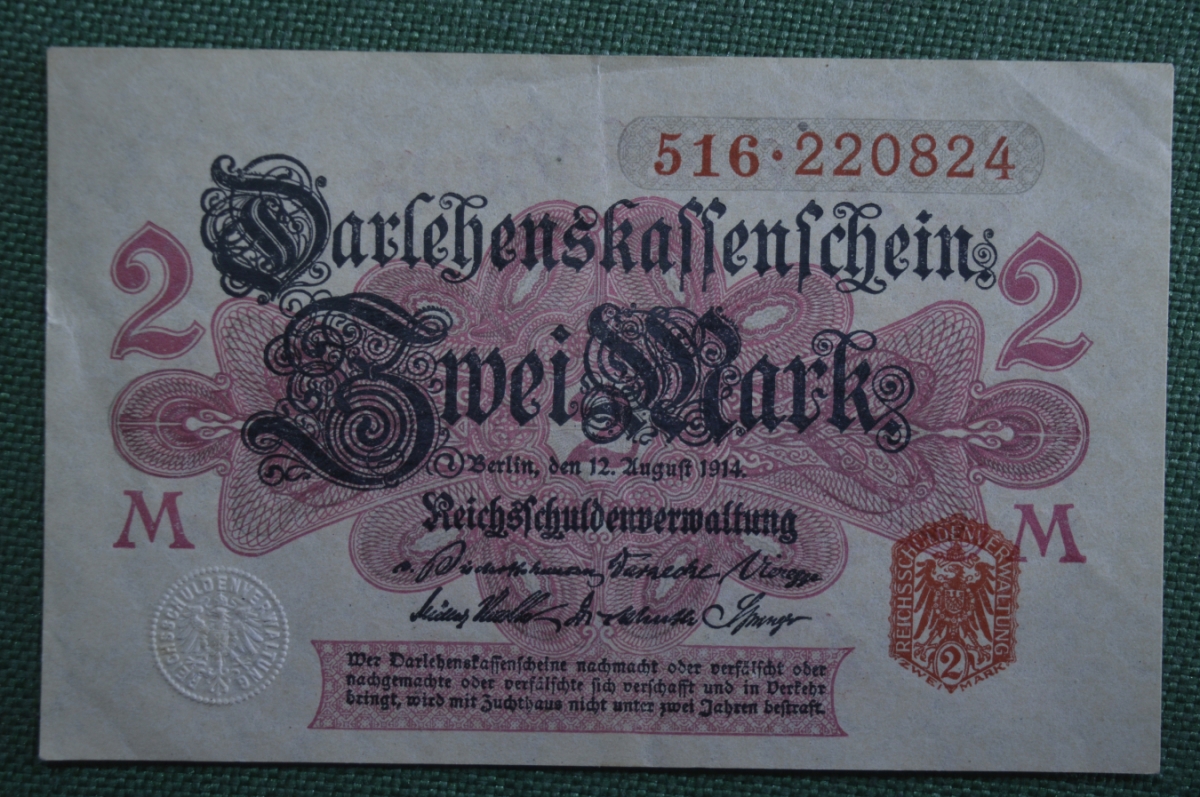 516·220824
Darlehenskassenschein.
2 2
Zwei Mark.
Berlin, den 12. August 1914.
Reichsschuldenverwaltung
M M
REICHSSCHULDENVERWALTUNG
REICHSSCHULDENVERWALTUNG
2
ZWEI MARK
Wer Darlehenskassenscheine nachmacht oder verfälscht oder
nachgemachte oder verfälschte sich verschafft und in Verkehr
bringt, wird mit Zuchthaus nicht unter zwei Jahren bestraft.